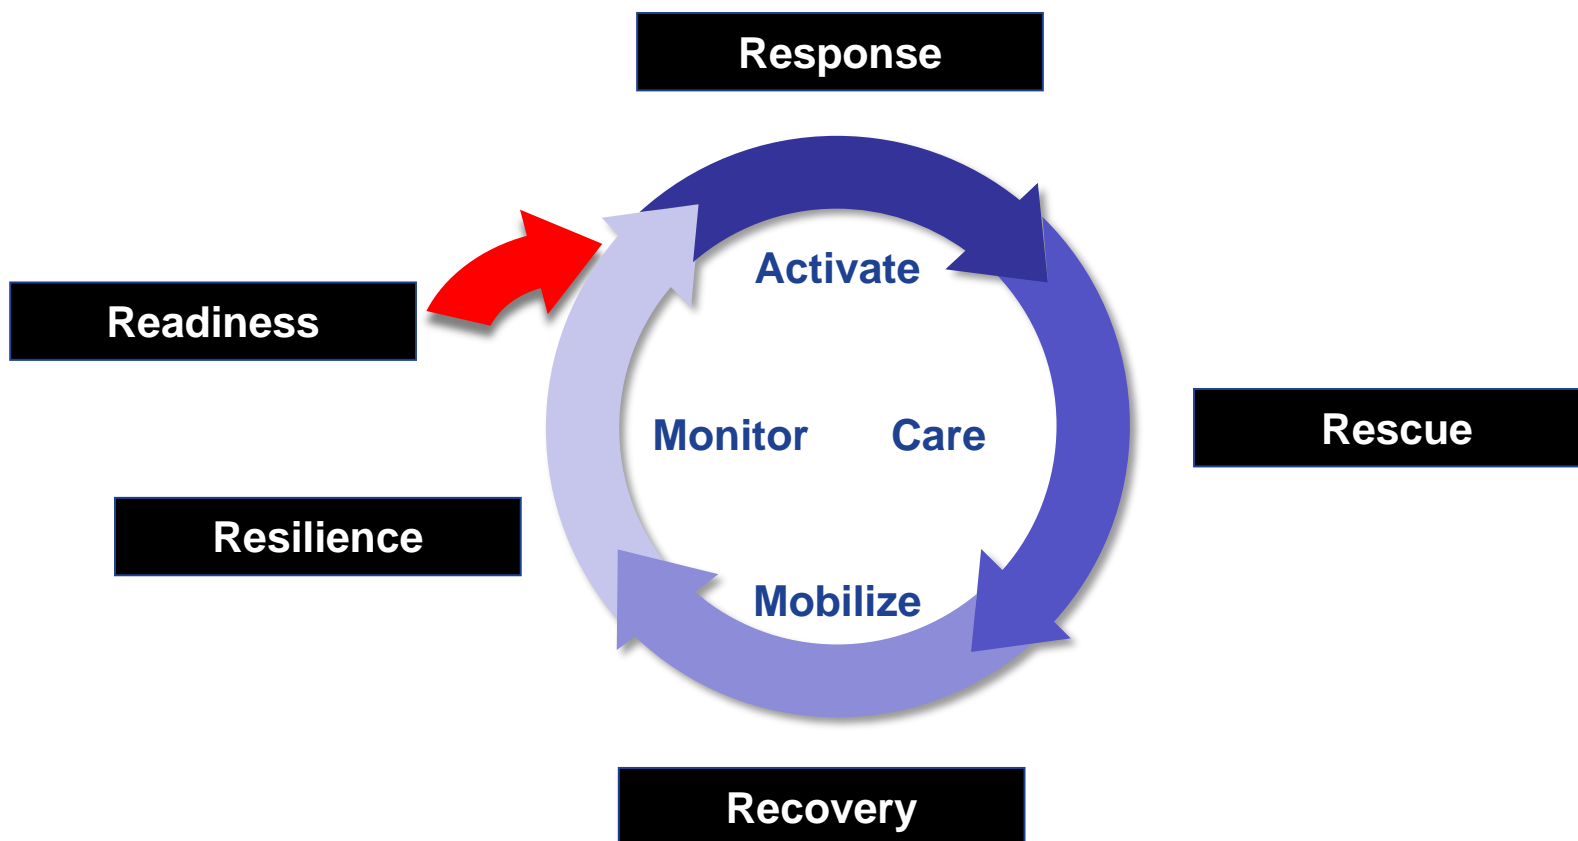 Response
Activate
Readiness
Monitor
Care
Rescue
Resilience
Mobilize
Recovery